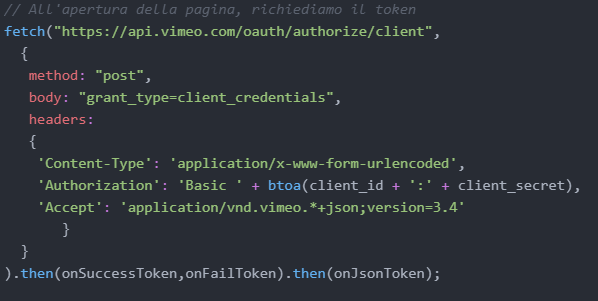 // All'apertura della pagina, richiediamo il token
fetch("https://api.vimeo.com/oauth/authorize/client",
{
method: "post",
body: "grant_type=client_credentials",
headers:
{
'Content-Type': 'application/x-www-form-urlencoded',
'Authorization': 'Basic ' + btoa(client_id + ':' + client_secret),
'Accept': 'application/vnd.vimeo.*+json;version=3.4'
}
}
).then(onSuccessToken,onFailToken).then(onJsonToken);